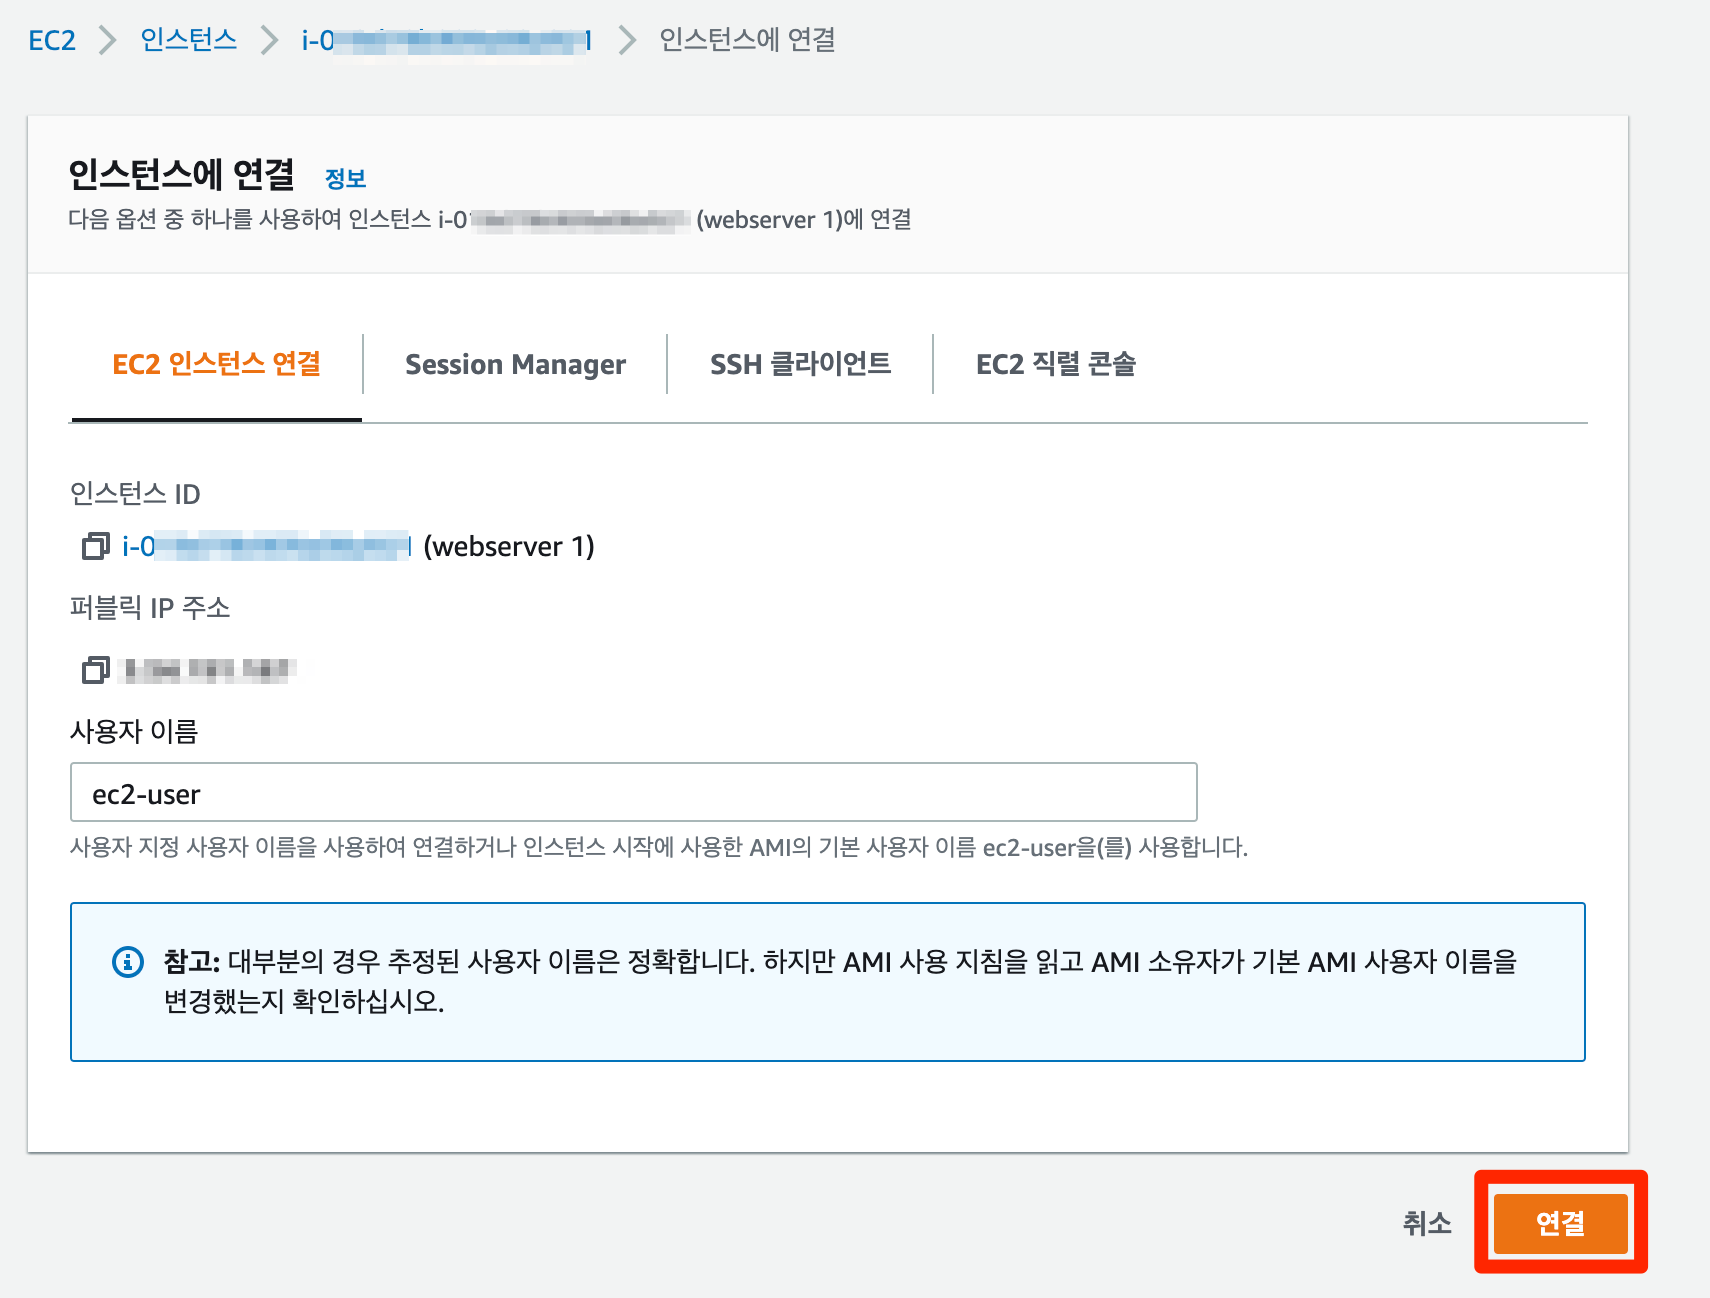 EC2 > 인스턴스 > > 인스턴스에 연결
인스턴스에 연결 정보
다음 옵션 중 하나를 사용하여 인스턴스 (webserver 1)에 연결
EC2 인스턴스 연결 Session Manager SSH 클라이언트 EC2 직렬 콘솔
인스턴스 ID
(webserver 1)
퍼블릭 IP 주소
사용자 이름
ec2-user
사용자 지정 사용자 이름을 사용하여 연결하거나 인스턴스 시작에 사용한 AMI의 기본 사용자 이름 ec2-user을(를) 사용합니다.
참고: 대부분의 경우 추정된 사용자 이름은 정확합니다. 하지만 AMI 사용 지침을 읽고 AMI 소유자가 기본 AMI 사용자 이름을
변경했는지 확인하십시오.
취소 연결